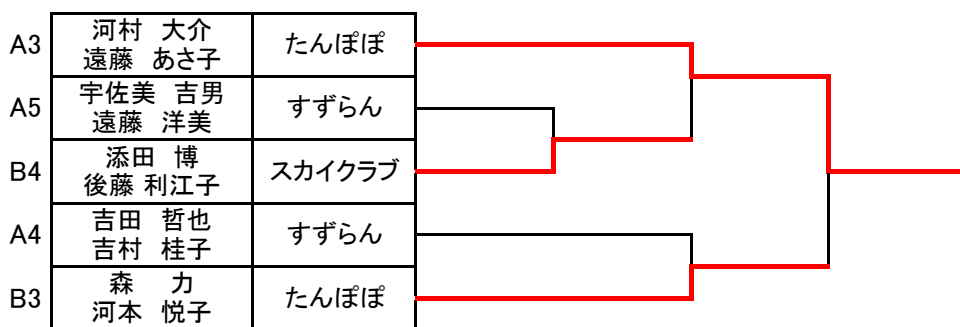 A3 河村 大介 たんぽぽ
遠藤 あさ子
A5 宇佐美 吉男 すずらん
遠藤 洋美
B4 添田 博 スカイクラブ
後藤 利江子
A4 吉田 哲也 すずらん
吉村 桂子
B3 森 力 たんぽぽ
河本 悦子